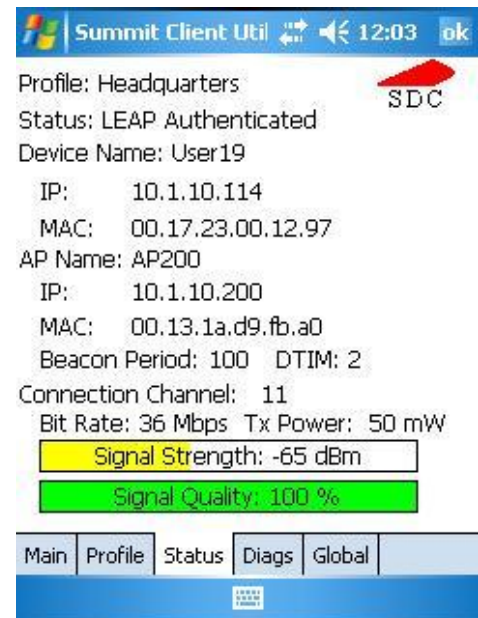 Summit Client Util 12:03 ok
Profile: Headquarters
SDC
Status: LEAP Authenticated
Device Name: User19
IP: 10.1.10.114
MAC: 00.17.23.00.12.97
AP Name: AP200
IP: 10.1.10.200
MAC: 00.13.1a.d9.fb.a0
Beacon Period: 100 DTIM: 2
Connection Channel: 11
Bit Rate: 36 Mbps Tx Power: 50 mW
Signal Strength: -65 dBm
Signal Quality: 100 %
Main Profile Status Diags Global